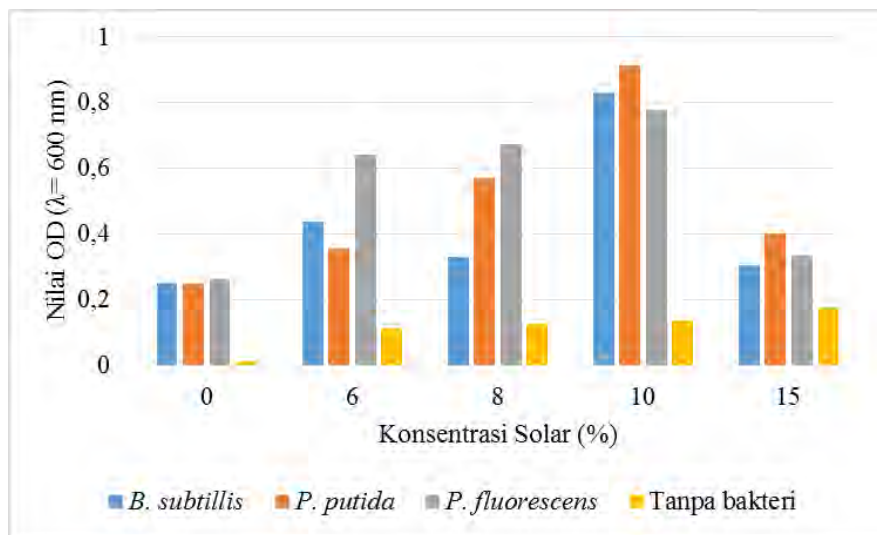 1
0,8
0,6
0,4
0,2
0
Nilai OD (λ= 600 nm)
0 6 8 10 15
Konsentrasi Solar (%)
B. subtillis P. putida P. fluorescens Tanpa bakteri